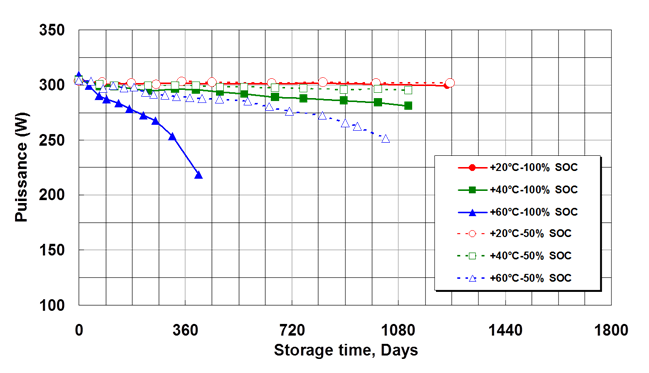 350
300
250
200
150
100
Puissance (W)
0 360 720 1080 1440 1800
Storage time, Days
+20°C-100% SOC
+40°C-100% SOC
+60°C-100% SOC
+20°C-50% SOC
+40°C-50% SOC
+60°C-50% SOC